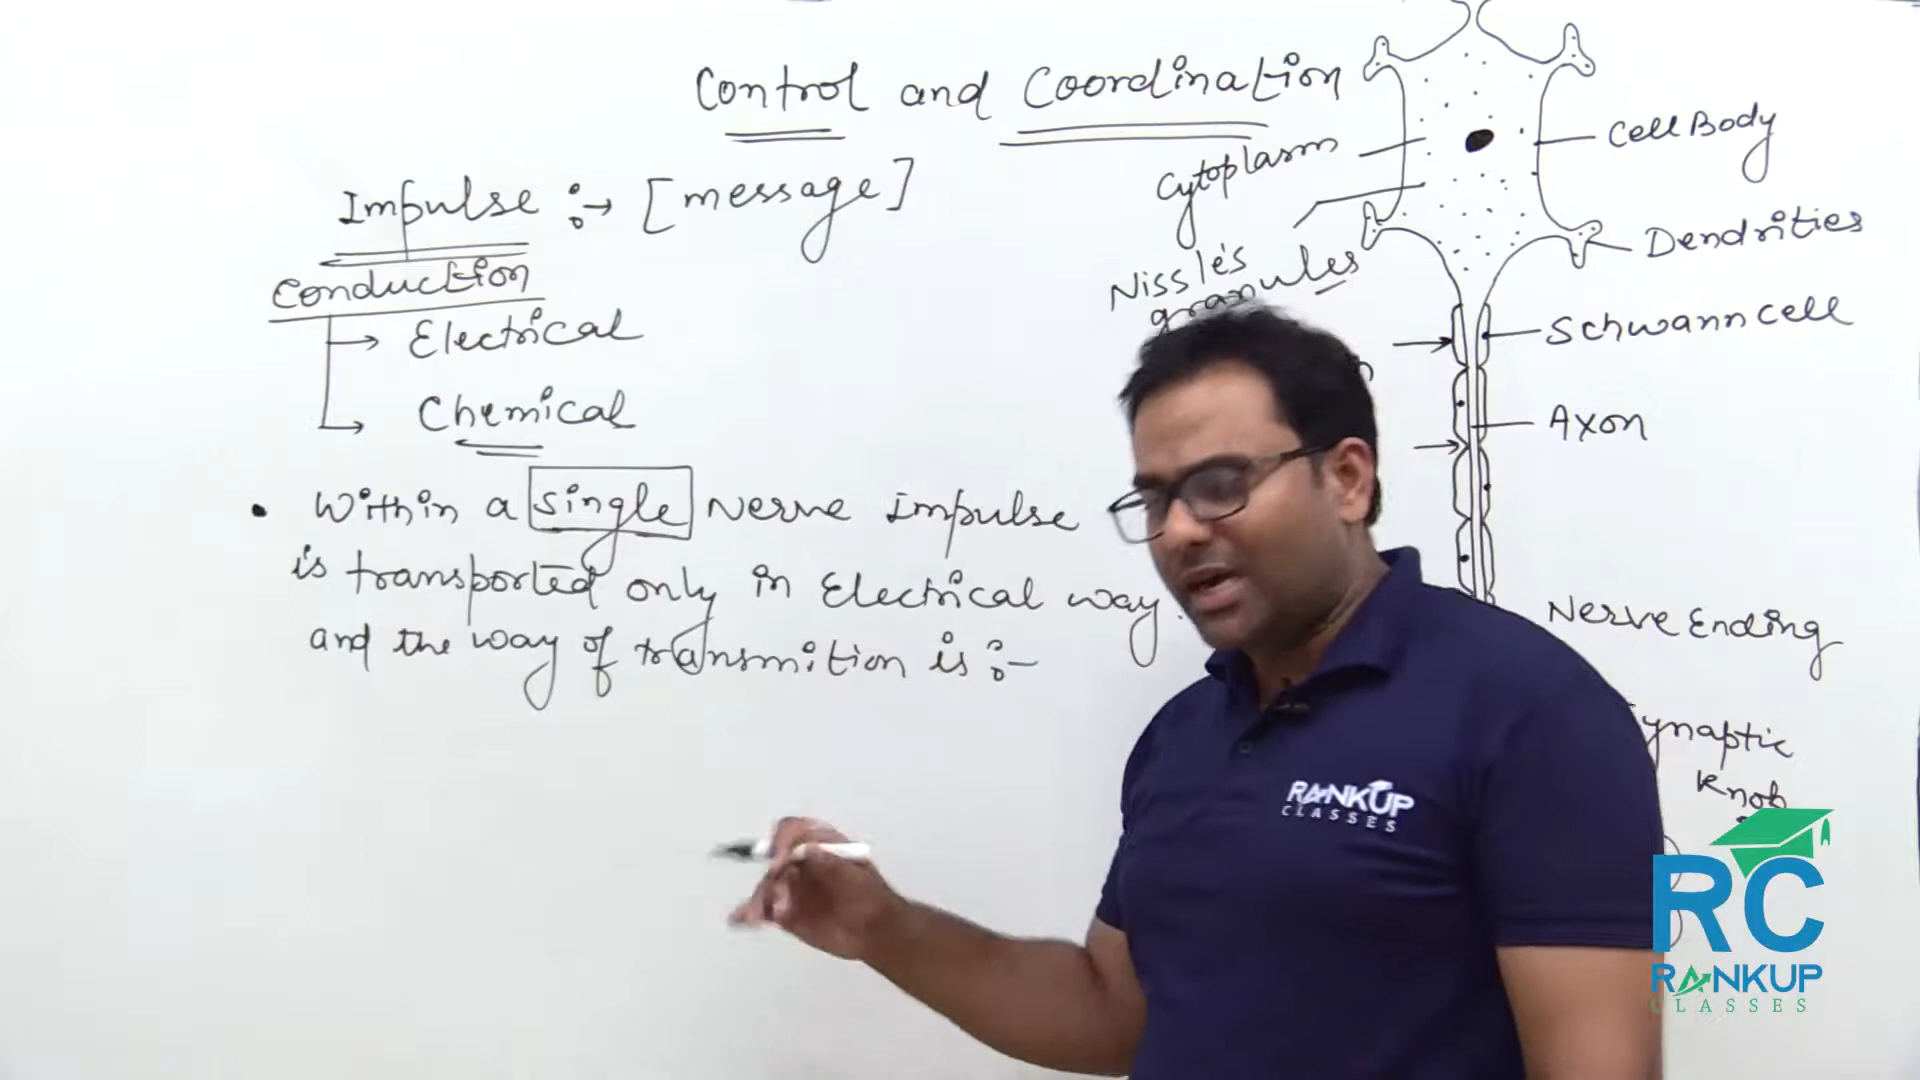 Control and Coordination
Impulse :→ [message]
Conduction
→ Electrical
→ Chemical
• Within a single nerve impulse
is transported only in Electrical way.
and the way of transmition is :-
Cytoplasm
Nissle's
granules
Cell Body
Dendrities
Schwann cell
Axon
Nerve Ending
ynaptic
Knob
RANKUP
CLASSES
RC
RANKUP
CLASSES